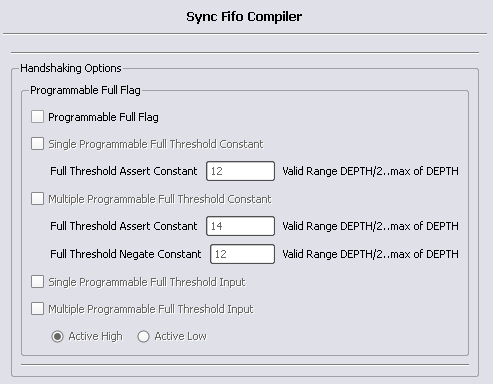 Sync Fifo Compiler
Handshaking Options
Programmable Full Flag
Programmable Full Flag
Single Programmable Full Threshold Constant
Full Threshold Assert Constant 12 Valid Range DEPTH/2..max of DEPTH
Multiple Programmable Full Threshold Constant
Full Threshold Assert Constant 14 Valid Range DEPTH/2..max of DEPTH
Full Threshold Negate Constant 12 Valid Range DEPTH/2..max of DEPTH
Single Programmable Full Threshold Input
Multiple Programmable Full Threshold Input
Active High Active Low